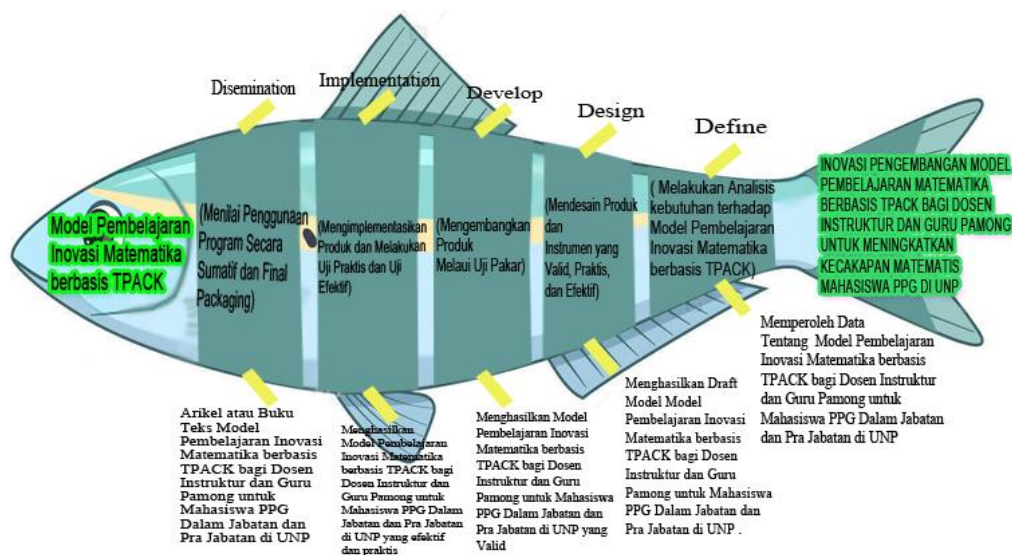 Disemination
Implementation
Develop
Design
Define
Model Pembelajaran
Inovasi Matematika
berbasis TPACK
(Menilai Penggunaan
Program Secara
Sumatif dan Final
Packaging)
(Mengimplementasikan
Produk dan Melakukan
Uji Praktis dan Uji
Efektif)
(Mengembangkan
Produk
Melaui Uji Pakar)
(Mendesain Produk
dan
Instrumen yang
Valid, Praktis,
dan Efektif)
( Melakukan Analisis
kebutuhan terhadap
Model Pembelajaran
Inovasi Matematika
berbasis TPACK)
INOVASI PENGEMBANGAN MODEL
PEMBELAJARAN MATEMATIKA
BERBASIS TPACK BAGI DOSEN
INSTRUKTUR DAN GURU PAMONG
UNTUK MENINGKATKAN
KECAKAPAN MATEMATIS
MAHASISWA PPG DI UNP
Arikel atau Buku
Teks Model
Pembelajaran Inovasi
Matematika berbasis
TPACK bagi Dosen
Instruktur dan Guru
Pamong untuk
Mahasiswa PPG
Dalam Jabatan dan
Pra Jabatan di UNP
Menghasilkan
Model Pembelajaran
Inovasi Matematika
berbasis TPACK bagi
Dosen Instruktur dan
Guru Pamong untuk
Mahasiswa PPG Dalam
Jabatan dan Pra Jabatan
di UNP yang efektif
dan praktis
Menghasilkan Model
Pembelajaran Inovasi
Matematika berbasis
TPACK bagi Dosen
Instruktur dan Guru
Pamong untuk Mahasiswa
PPG Dalam Jabatan dan
Pra Jabatan di UNP yang
Valid
Menghasilkan Draft
Model Model
Pembelajaran Inovasi
Matematika berbasis
TPACK bagi Dosen
Instruktur dan Guru
Pamong untuk Mahasiswa
PPG Dalam Jabatan dan
Pra Jabatan di UNP .
Memperoleh Data
Tentang Model Pembelajaran
Inovasi Matematika berbasis
TPACK bagi Dosen Instruktur
dan Guru Pamong untuk
Mahasiswa PPG Dalam Jabatan
dan Pra Jabatan di UNP